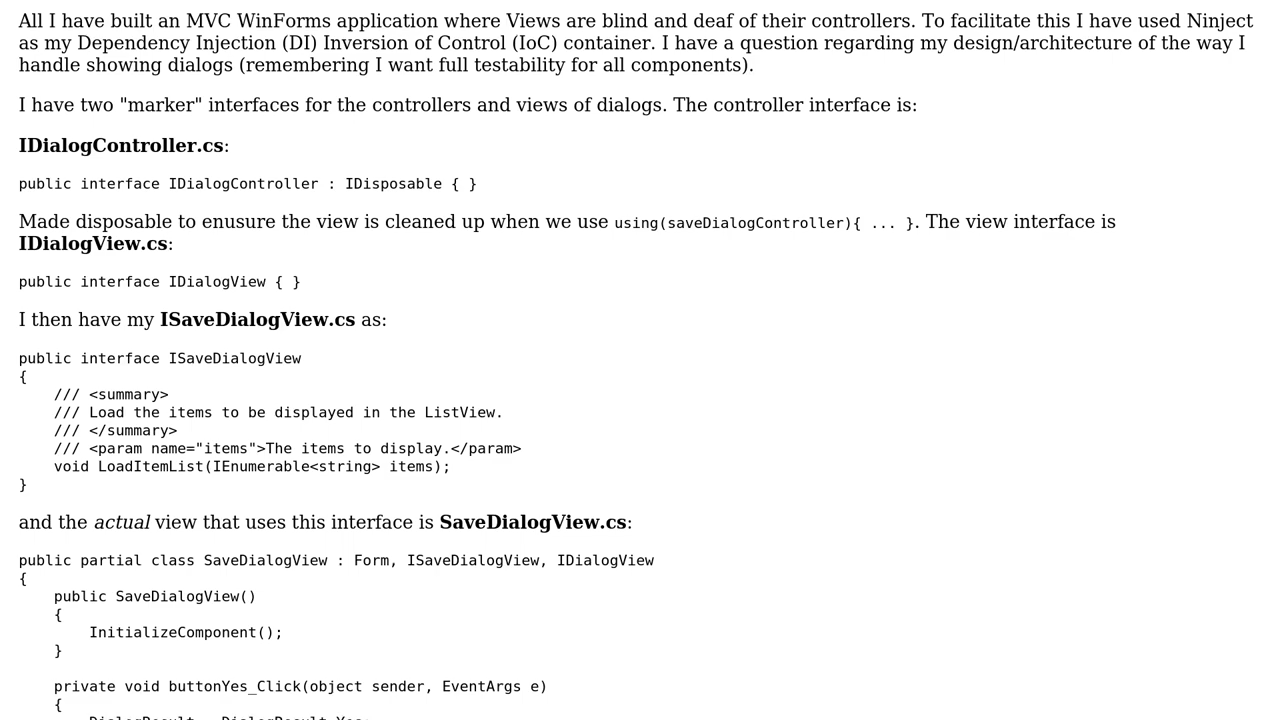 All I have built an MVC WinForms application where Views are blind and deaf of their controllers. To facilitate this I have used Ninject
as my Dependency Injection (DI) Inversion of Control (IoC) container. I have a question regarding my design/architecture of the way I
handle showing dialogs (remembering I want full testability for all components).
I have two "marker" interfaces for the controllers and views of dialogs. The controller interface is:
IDialogController.cs:
public interface IDialogController : IDisposable { }
Made disposable to enusure the view is cleaned up when we use using(saveDialogController){ ... }. The view interface is
IDialogView.cs:
public interface IDialogView { }
I then have my ISaveDialogView.cs as:
public interface ISaveDialogView
{
    /// <summary>
    /// Load the items to be displayed in the ListView.
    /// </summary>
    /// <param name="items">The items to display.</param>
    void LoadItemList(IEnumerable<string> items);
}
and the actual view that uses this interface is SaveDialogView.cs:
public partial class SaveDialogView : Form, ISaveDialogView, IDialogView
{
    public SaveDialogView()
    {
        InitializeComponent();
    }
    private void buttonYes_Click(object sender, EventArgs e)
    {
        DialogResult = DialogResult.Yes;